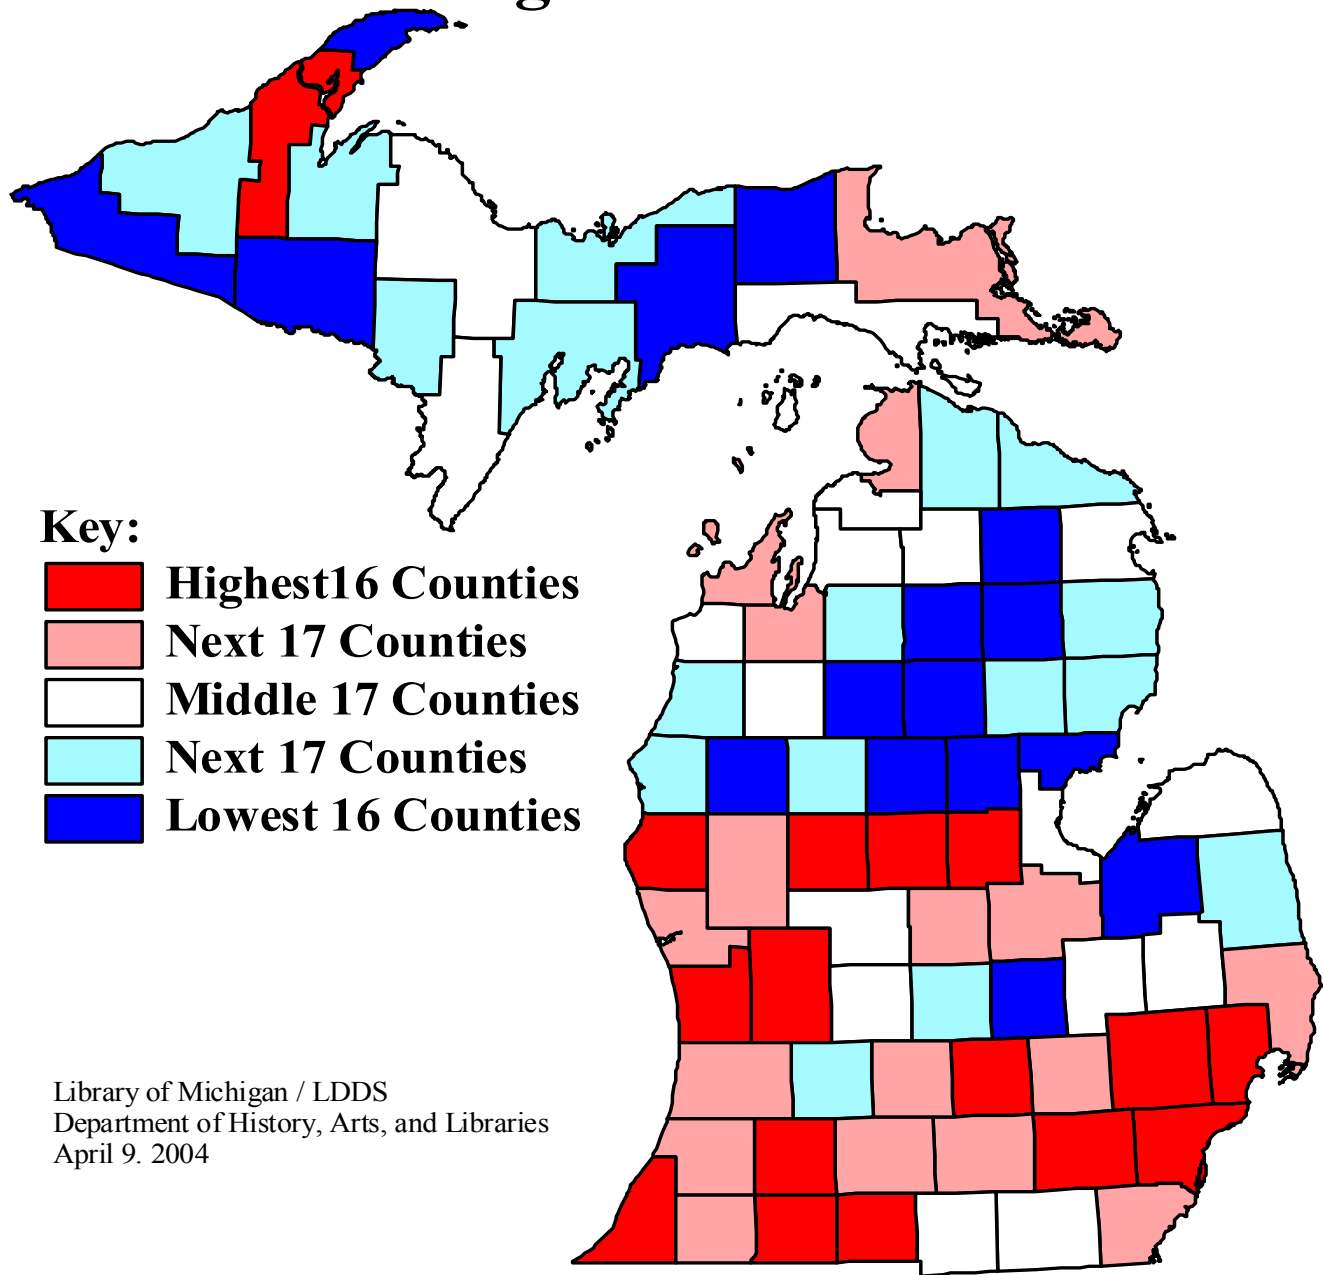 Key:
Highest16 Counties
Next 17 Counties
Middle 17 Counties
Next 17 Counties
Lowest 16 Counties
Library of Michigan / LDDS
Department of History, Arts, and Libraries
April 9. 2004